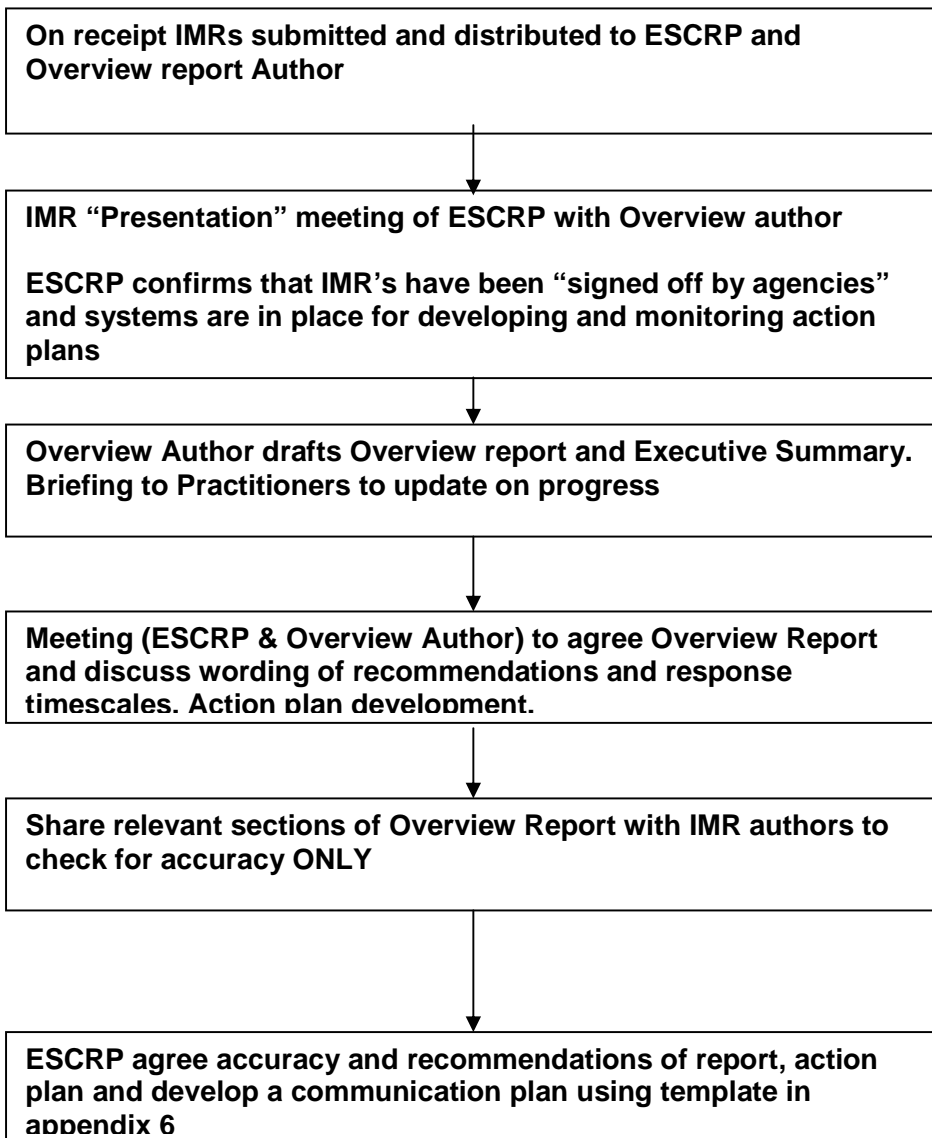 On receipt IMRs submitted and distributed to ESCRP and
Overview report Author
IMR “Presentation” meeting of ESCRP with Overview author
ESCRP confirms that IMR’s have been “signed off by agencies”
and systems are in place for developing and monitoring action
plans
Overview Author drafts Overview report and Executive Summary.
Briefing to Practitioners to update on progress
Meeting (ESCRP & Overview Author) to agree Overview Report
and discuss wording of recommendations and response
timescales. Action plan development.
Share relevant sections of Overview Report with IMR authors to
check for accuracy ONLY
ESCRP agree accuracy and recommendations of report, action
plan and develop a communication plan using template in
appendix 6